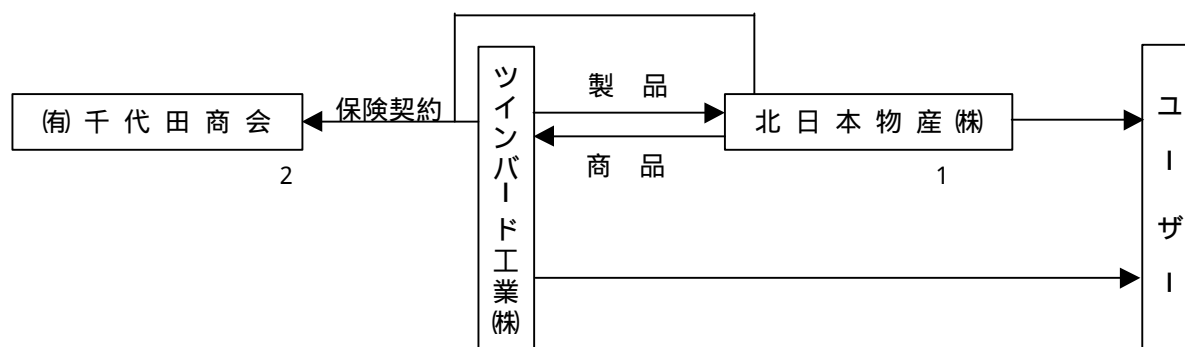 ㈲千代田商会
2
保険契約
ツインバード工業㈱
製品
商品
北日本物産㈱
1
ユーザー